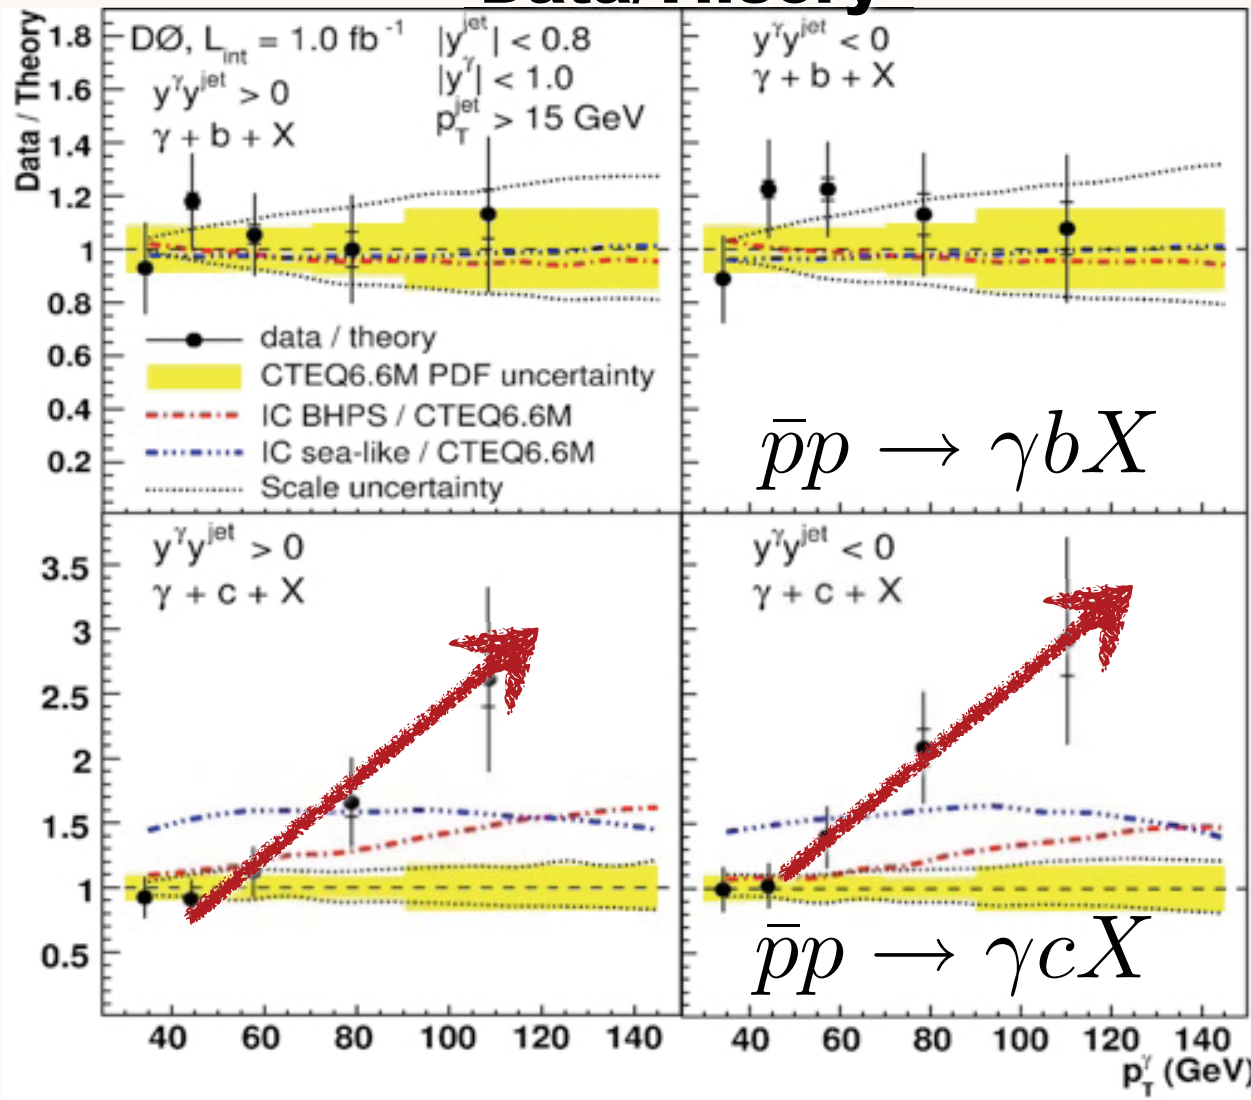 Data/Theory
Data / Theory
DØ, L_int = 1.0 fb^-1
y^γ y^jet > 0
γ + b + X
|y^jet| < 0.8
|y^γ| < 1.0
p_T^jet > 15 GeV
y^γ y^jet < 0
γ + b + X
1.8
1.6
1.4
1.2
1
0.8
0.6
0.4
0.2
data / theory
CTEQ6.6M PDF uncertainty
IC BHPS / CTEQ6.6M
IC sea-like / CTEQ6.6M
Scale uncertainty
p̄p → γbX
y^γ y^jet > 0
γ + c + X
y^γ y^jet < 0
γ + c + X
3.5
3
2.5
2
1.5
1
0.5
p̄p → γcX
40 60 80 100 120 140
40 60 80 100 120 140
p_T^γ (GeV)